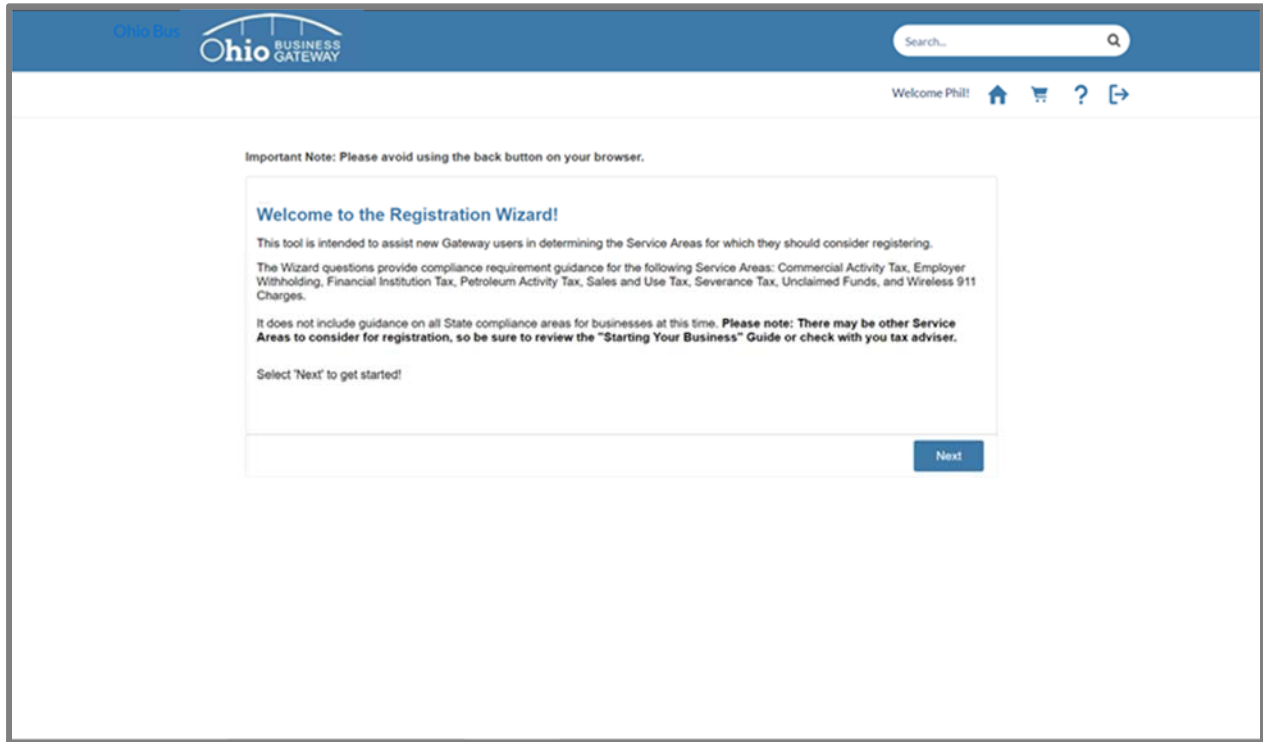 Ohio Bus
Ohio BUSINESS
GATEWAY
Search...
Welcome Phil!
?
Important Note: Please avoid using the back button on your browser.
Welcome to the Registration Wizard!
This tool is intended to assist new Gateway users in determining the Service Areas for which they should consider registering.
The Wizard questions provide compliance requirement guidance for the following Service Areas: Commercial Activity Tax, Employer
Withholding, Financial Institution Tax, Petroleum Activity Tax, Sales and Use Tax, Severance Tax, Unclaimed Funds, and Wireless 911
Charges.
It does not include guidance on all State compliance areas for businesses at this time. Please note: There may be other Service
Areas to consider for registration, so be sure to review the "Starting Your Business" Guide or check with you tax adviser.
Select 'Next' to get started!
Next